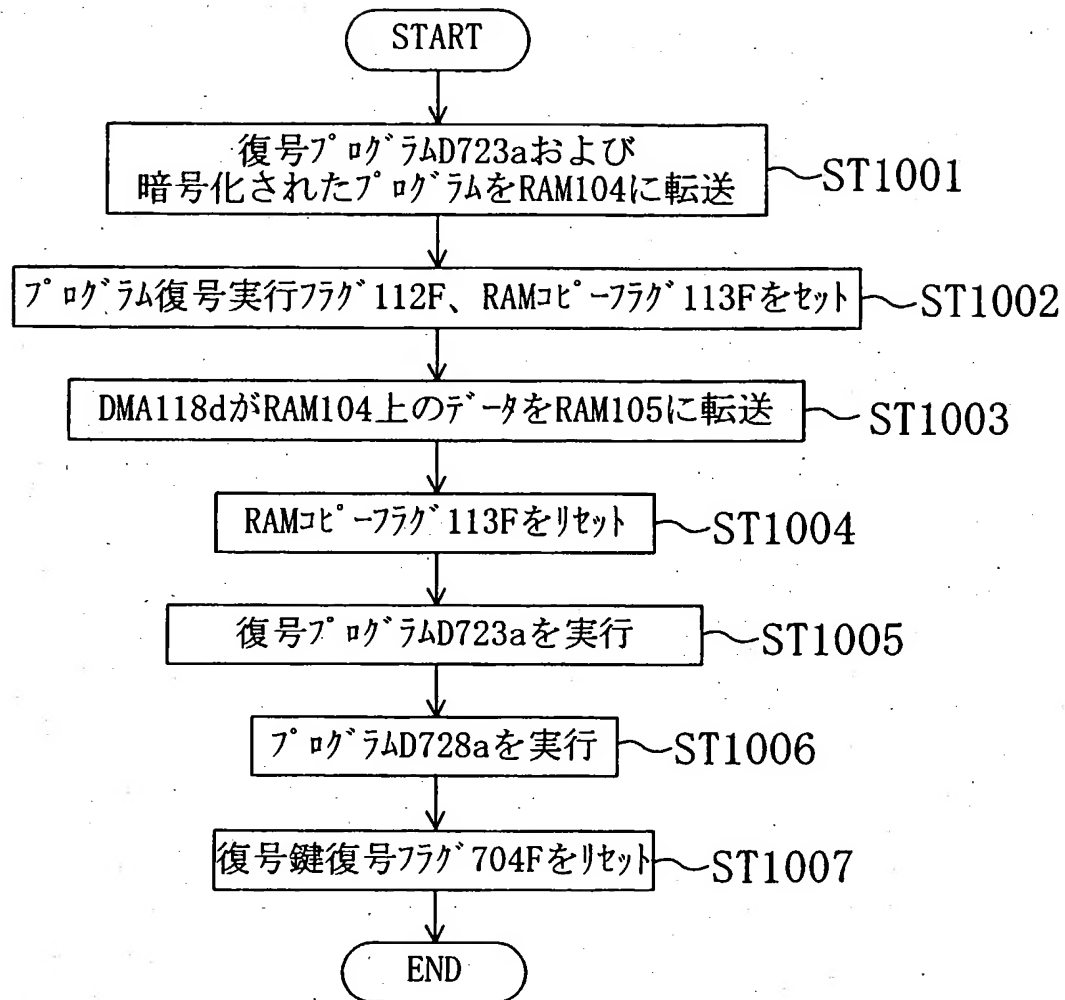 START
復号ﾌﾟﾛｸﾞﾗﾑD723aおよび
暗号化されたﾌﾟﾛｸﾞﾗﾑをRAM104に転送
ST1001
ﾌﾟﾛｸﾞﾗﾑ復号実行フラグ112F、RAMｺﾋﾟｰフラグ113Fをセット
ST1002
DMA118dがRAM104上のデータをRAM105に転送
ST1003
RAMｺﾋﾟｰﾌﾗｸﾞ113Fをﾘｾｯﾄ
ST1004
復号ﾌﾟﾛｸﾞﾗﾑD723aを実行
ST1005
ﾌﾟﾛｸﾞﾗﾑD728aを実行
ST1006
復号鍵復号ﾌﾗｸﾞ704Fをﾘｾｯﾄ
ST1007
END